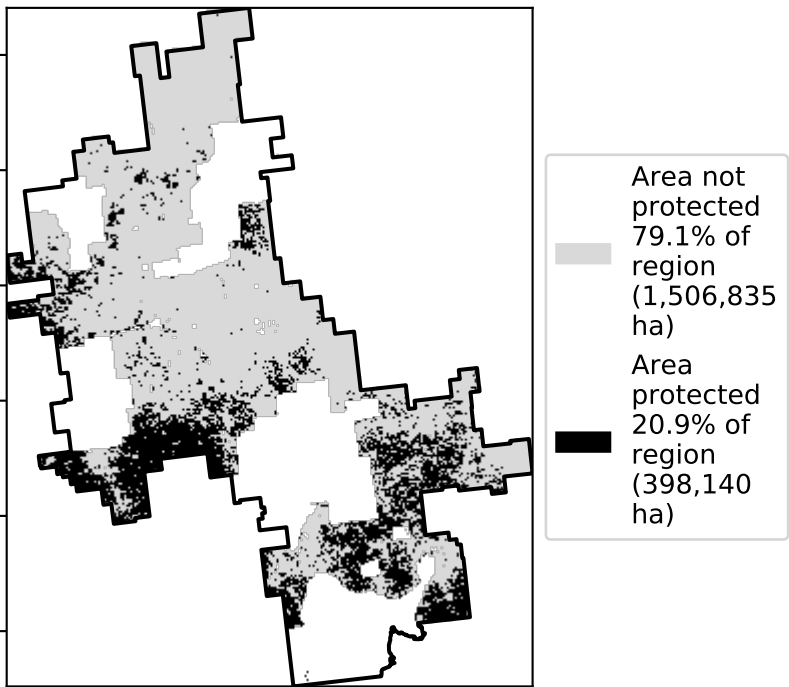 Area not
protected
79.1% of
region
(1,506,835
ha)
Area
protected
20.9% of
region
(398,140
ha)